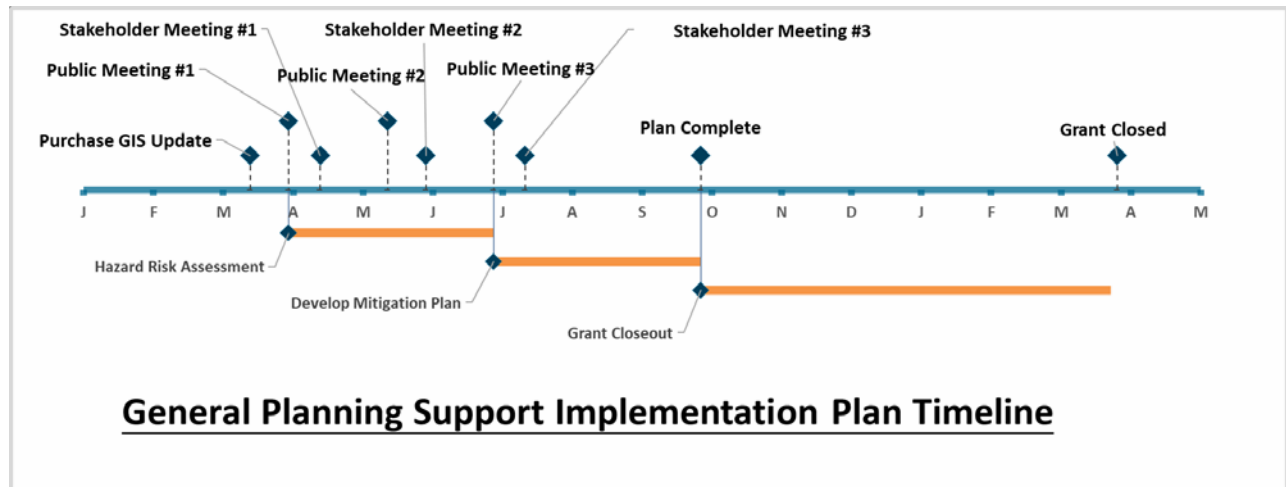 Stakeholder Meeting #1
Stakeholder Meeting #2
Stakeholder Meeting #3
Public Meeting #1
Public Meeting #2
Public Meeting #3
Purchase GIS Update
Plan Complete
Grant Closed
J F M A M J J A S O N D J F M A M
Hazard Risk Assessment
Develop Mitigation Plan
Grant Closeout
General Planning Support Implementation Plan Timeline